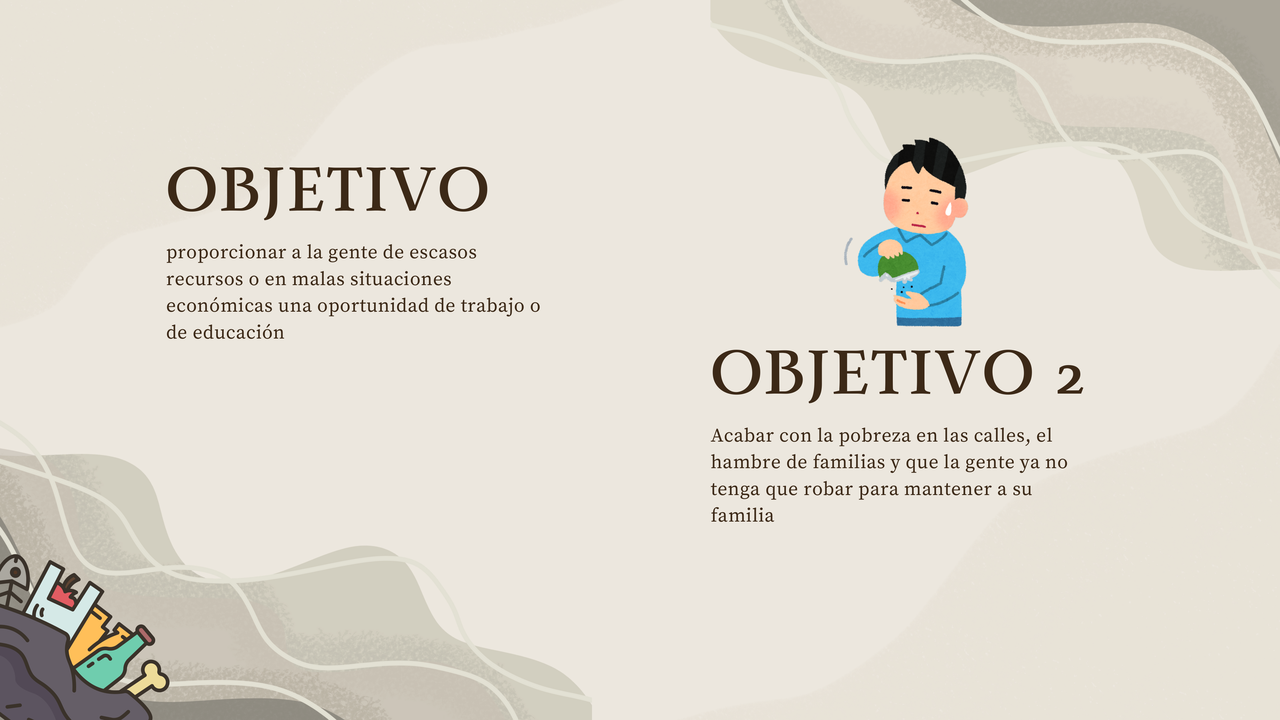 OBJETIVO
proporcionar a la gente de escasos
recursos o en malas situaciones
económicas una oportunidad de trabajo o
de educación
OBJETIVO 2
Acabar con la pobreza en las calles, el
hambre de familias y que la gente ya no
tenga que robar para mantener a su
familia